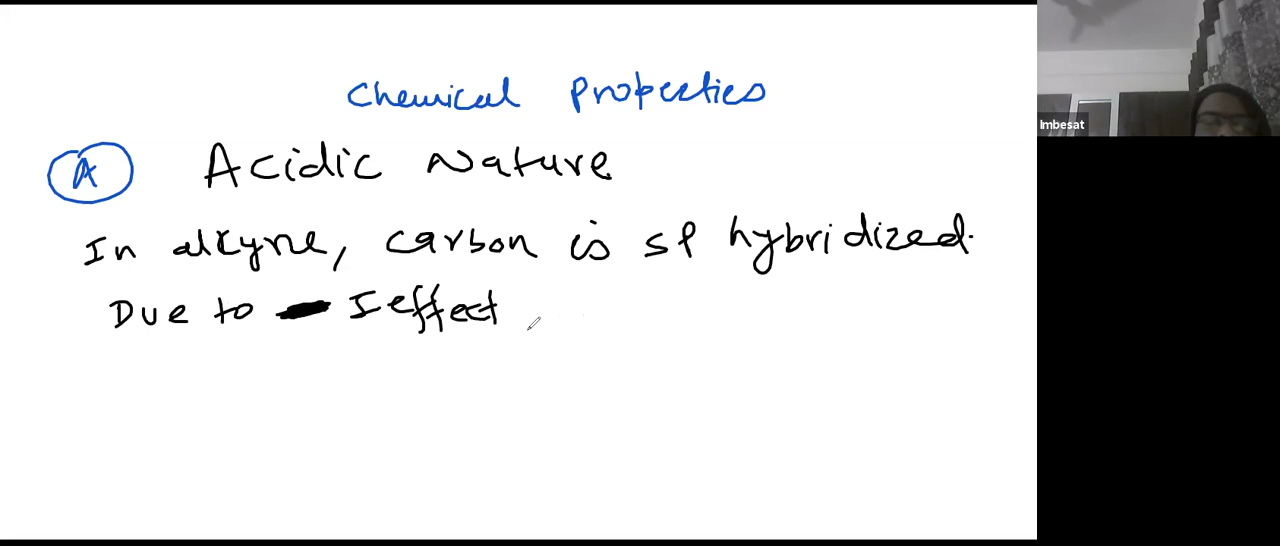 Chemical Properties
A Acidic Nature
Imbesat
In alkyne, carbon is sp hybridized.
Due to - I effect